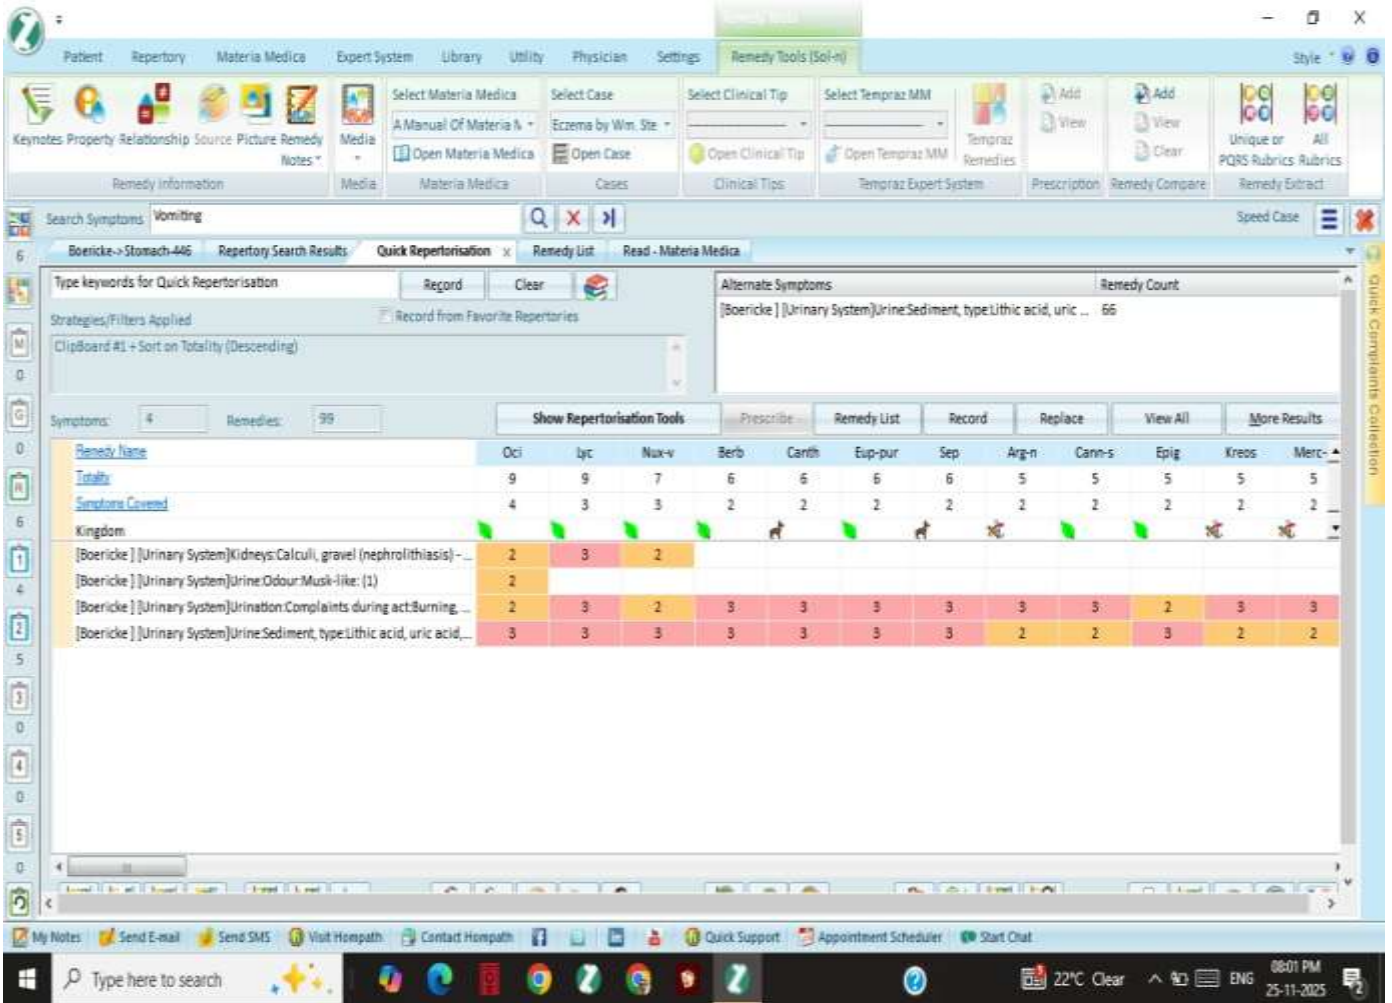 Patient Repertory Materia Medica Expert System Library Utility Physician Settings Remedy Tools (Sol-n) Style
Select Materia Medica Select Case Select Clinical Tip Select Tempraz MM Add Add
A Manual Of Materia M Eczema by Wm. Ste View View
Keynotes Property Relationship Source Picture Remedy Notes Media Open Materia Medica Open Case Open Clinical Tip Open Tempraz MM Tempraz Remedies Clear Unique or PQRS Rubrics All Rubrics
Remedy Information Media Materia Medica Cases Clinical Tips Tempraz Expert System Prescription Remedy Compare Remedy Extract
Search Symptoms Vomiting Speed Case
6 Boericke->Stomach-446 Repertory Search Results Quick Repertorisation x Remedy List Read - Materia Medica
Type keywords for Quick Repertorisation Record Clear Alternate Symptoms Remedy Count
Strategies/Filters Applied Record from Favorite Repertories [Boericke ] [Urinary System]Urine:Sediment, type:Lithic acid, uric ... 66
M ClipBoard #1 + Sort on Totality (Descending)
0
Quick Complaints Collection
G Symptoms: 4 Remedies: 99 Show Repertorisation Tools Prescribe Remedy List Record Replace View All More Results
0 Remedy Name Oci Lyc Nux-v Berb Canth Eup-pur Sep Arg-n Cann-s Epig Kreos Merc-
R Totality 9 9 7 6 6 6 6 5 5 5 5 5
Symptoms Covered 4 3 3 2 2 2 2 2 2 2 2 2
6 Kingdom
1 [Boericke ] [Urinary System]Kidneys:Calculi, gravel (nephrolithiasis) - ... 2 3 2
4 [Boericke ] [Urinary System]Urine:Odour:Musk-like: (1) 2
[Boericke ] [Urinary System]Urination:Complaints during act:Burning, ... 2 3 2 3 3 3 3 3 3 2 3 3
2 [Boericke ] [Urinary System]Urine:Sediment, type:Lithic acid, uric acid,... 3 3 3 3 3 3 3 2 2 3 2 2
5
3
0
4
0
5
0
My Notes Send E-mail Send SMS Visit Hompath Contact Hompath Quick Support Appointment Scheduler Start Chat
Type here to search 22°C Clear ENG 08:01 PM
25-11-2025